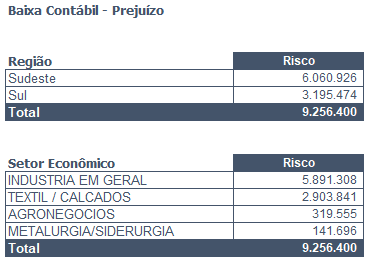 Baixa Contábil - Prejuízo
Região Risco
Sudeste 6.060.926
Sul 3.195.474
Total 9.256.400
Setor Econômico Risco
INDUSTRIA EM GERAL 5.891.308
TEXTIL / CALCADOS 2.903.841
AGRONEGOCIOS 319.555
METALURGIA/SIDERURGIA 141.696
Total 9.256.400